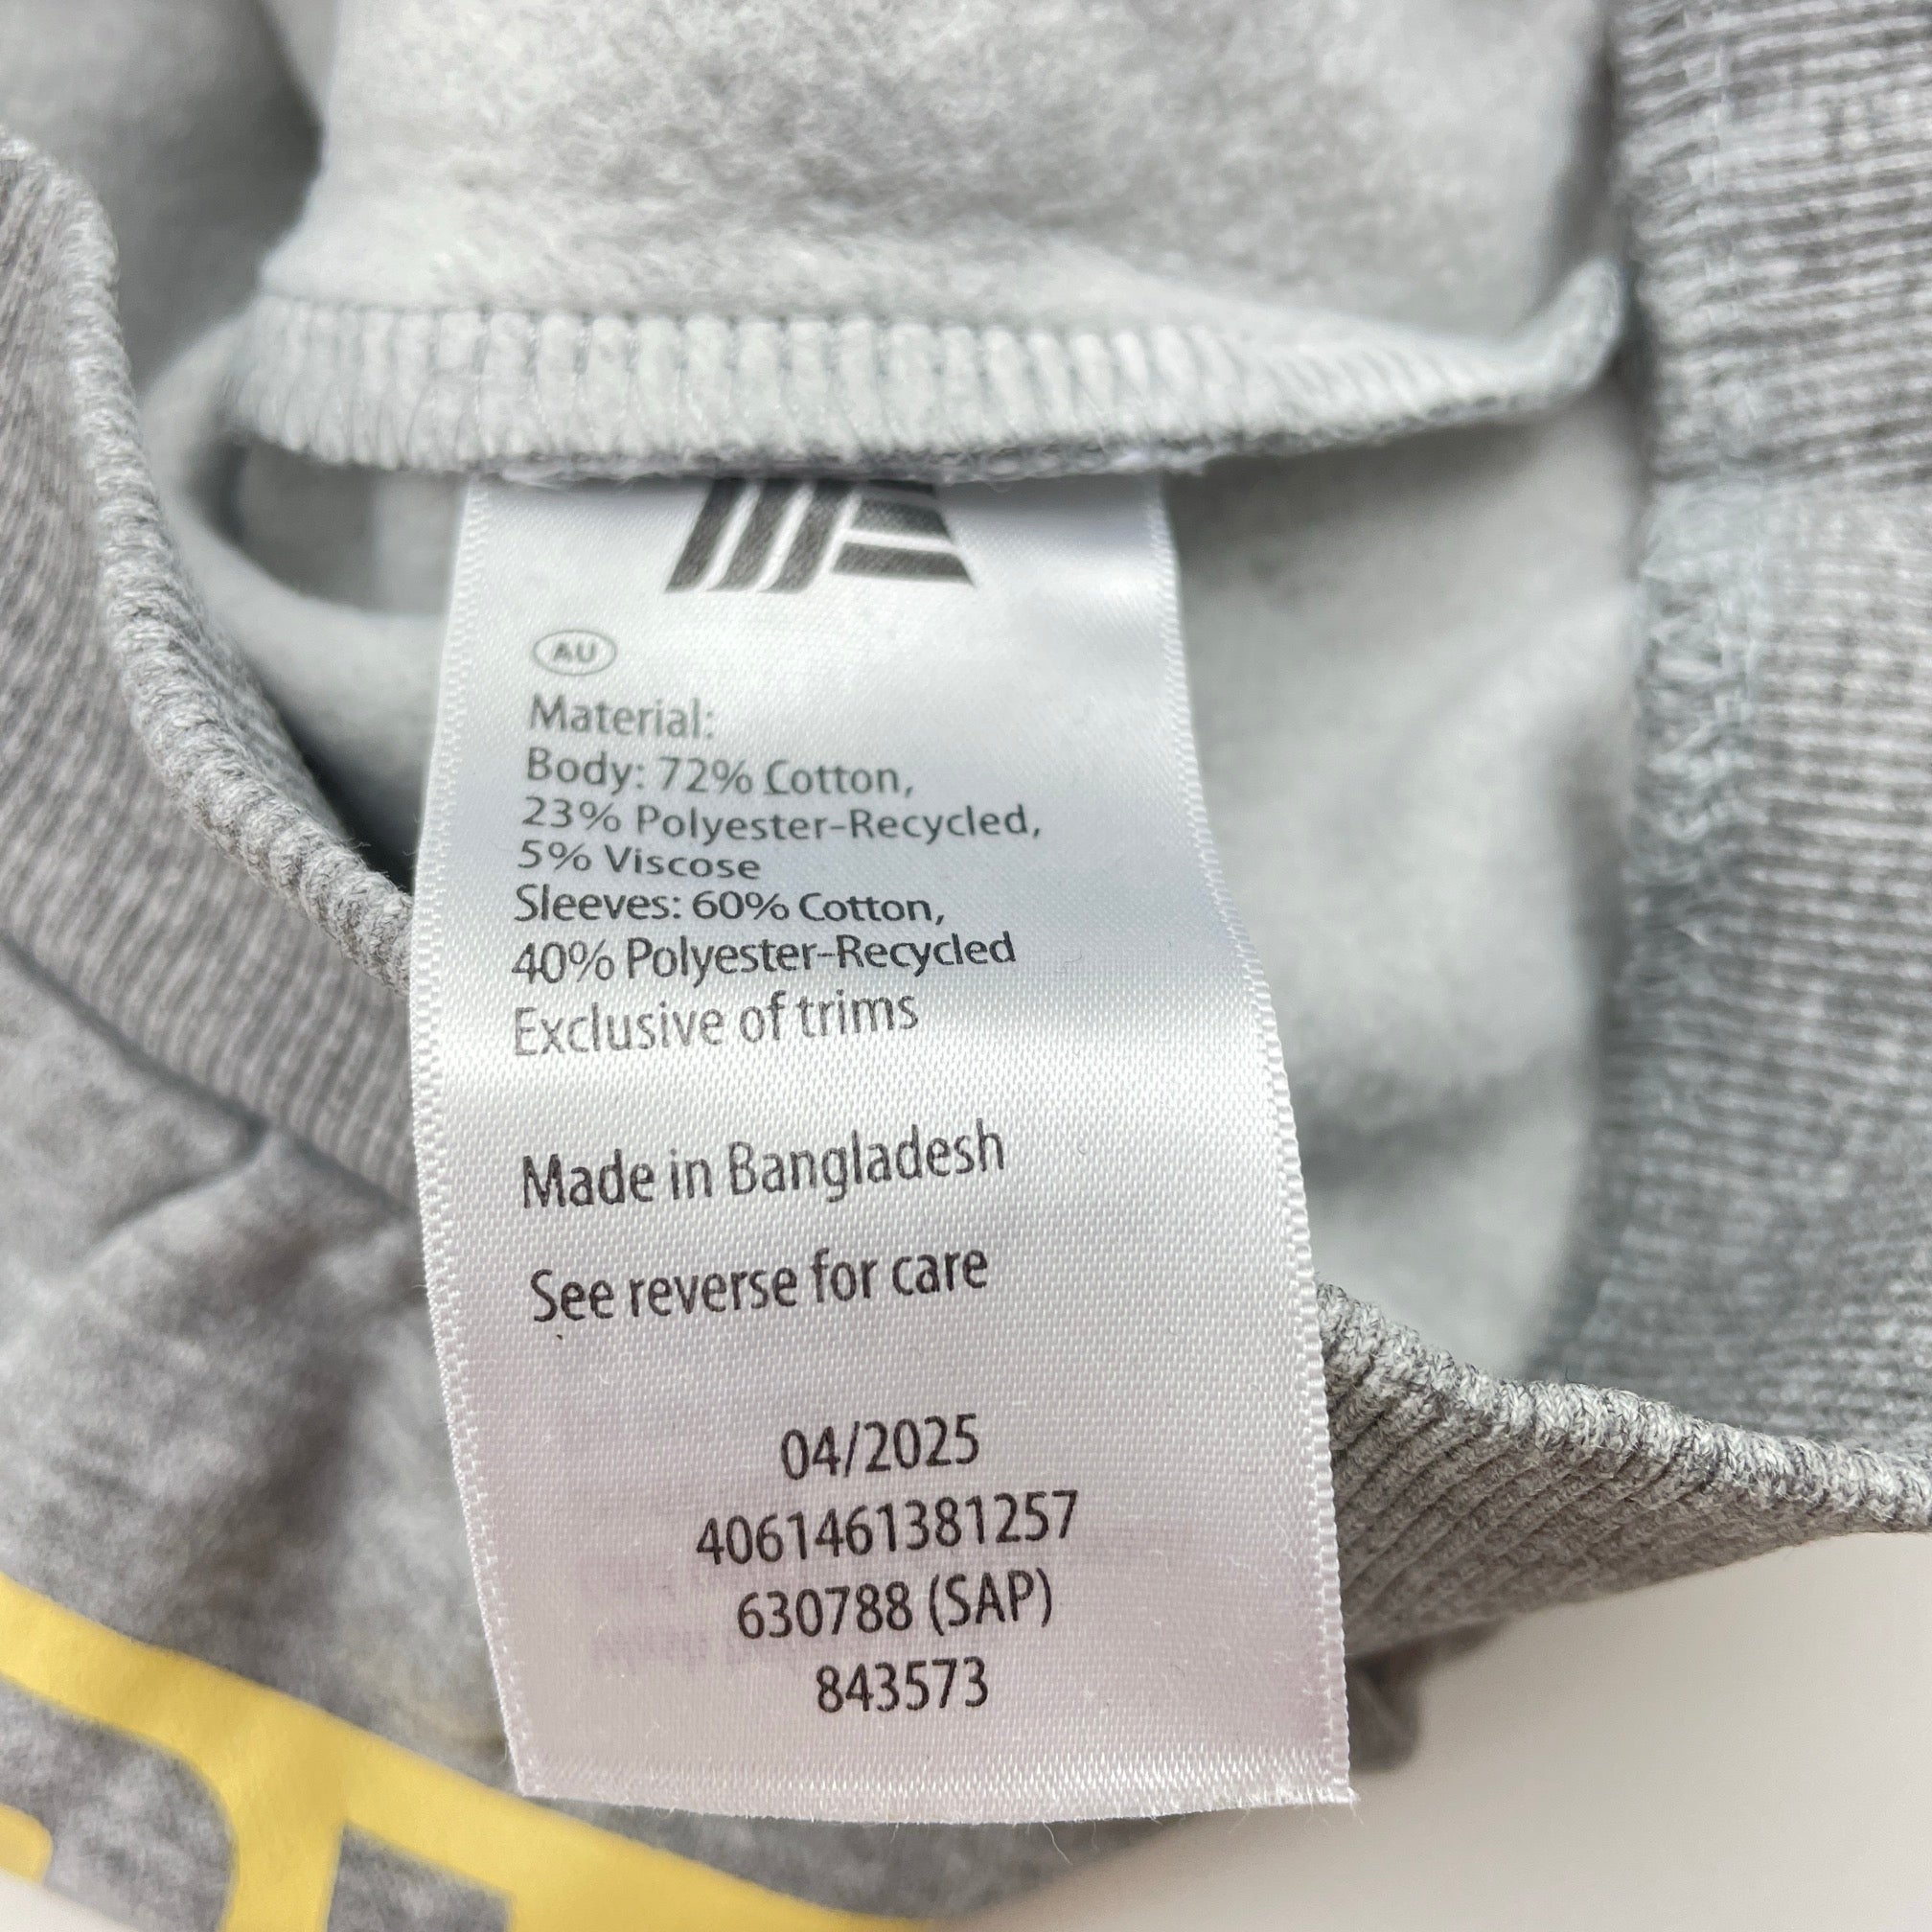 AU
Material:
Body: 72% Cotton,
23% Polyester-Recycled,
5% Viscose
Sleeves: 60% Cotton,
40% Polyester-Recycled
Exclusive of trims
Made in Bangladesh
See reverse for care
04/2025
4061461381257
630788 (SAP)
843573